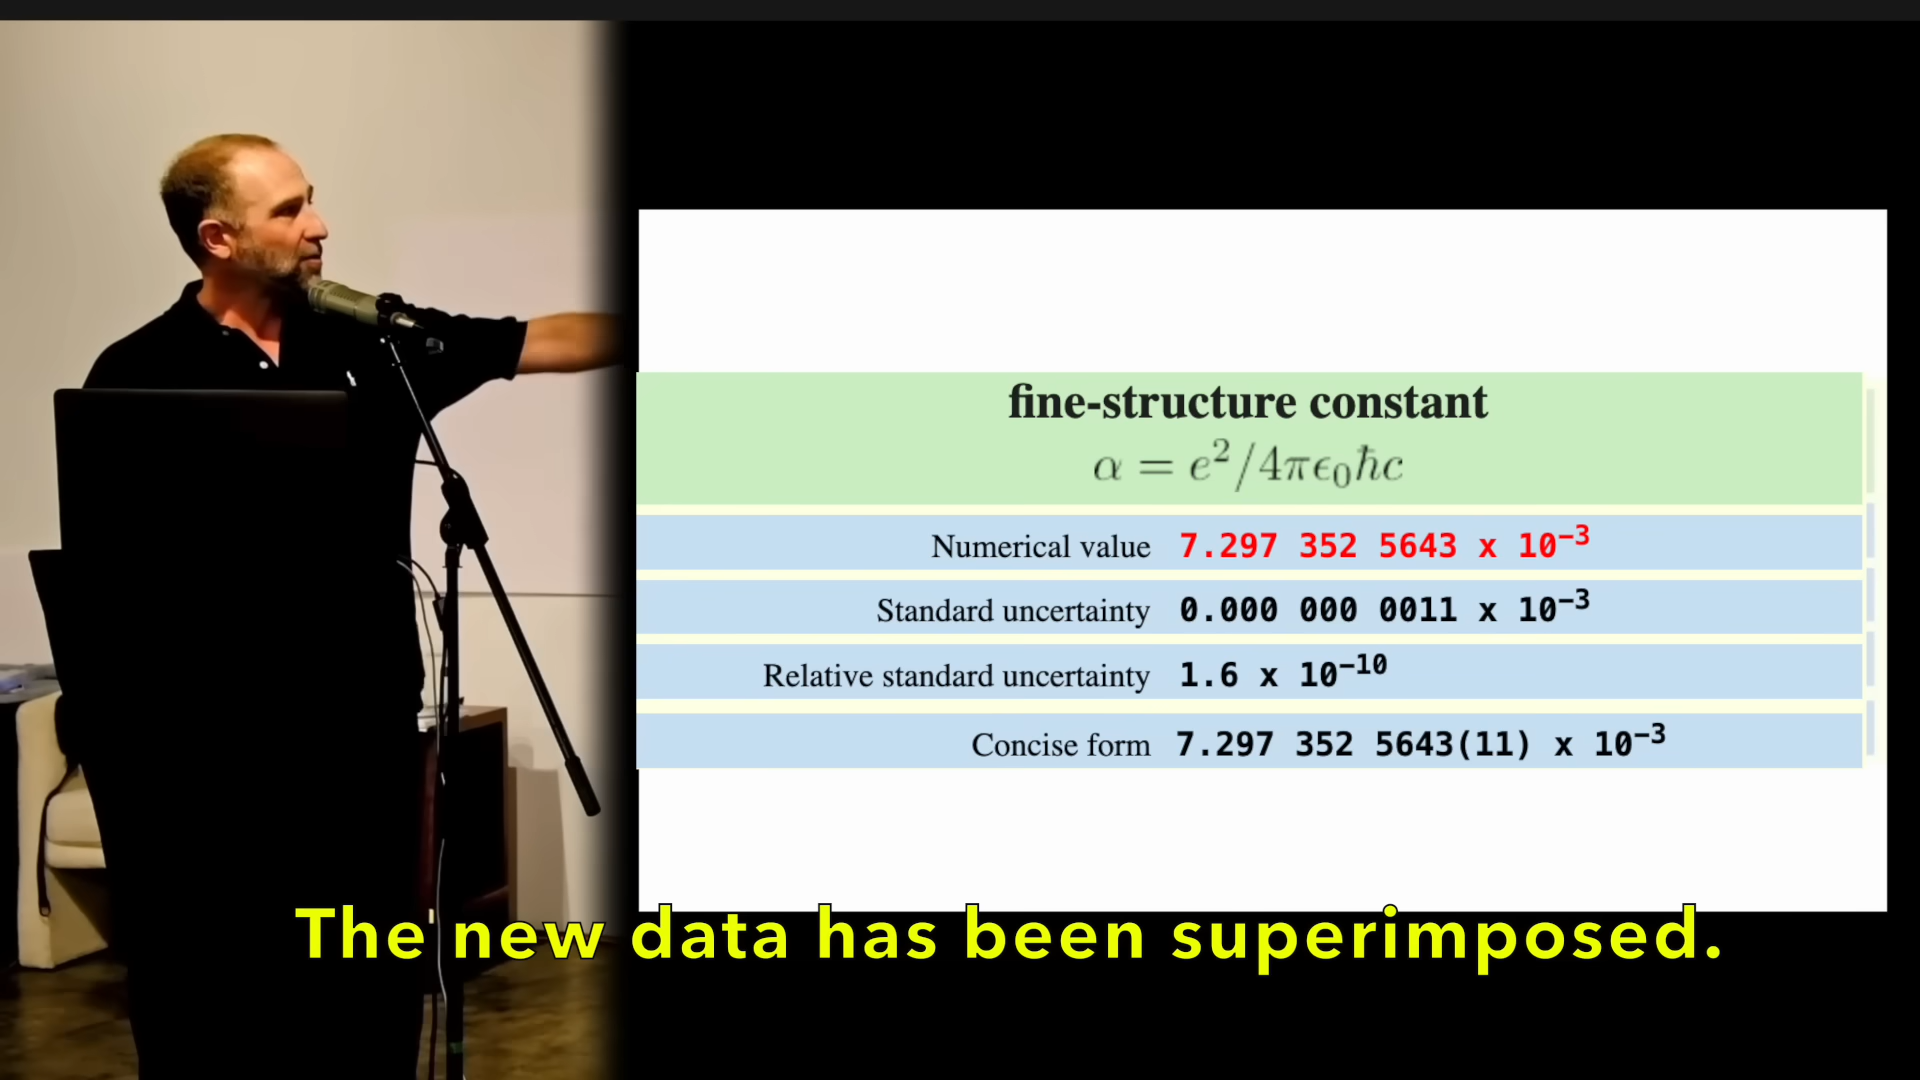 fine-structure constant
α = e²/4πϵ₀ħc
Numerical value 7.297 352 5643 x 10⁻³
Standard uncertainty 0.000 000 0011 x 10⁻³
Relative standard uncertainty 1.6 x 10⁻¹⁰
Concise form 7.297 352 5643(11) x 10⁻³
The new data has been superimposed.